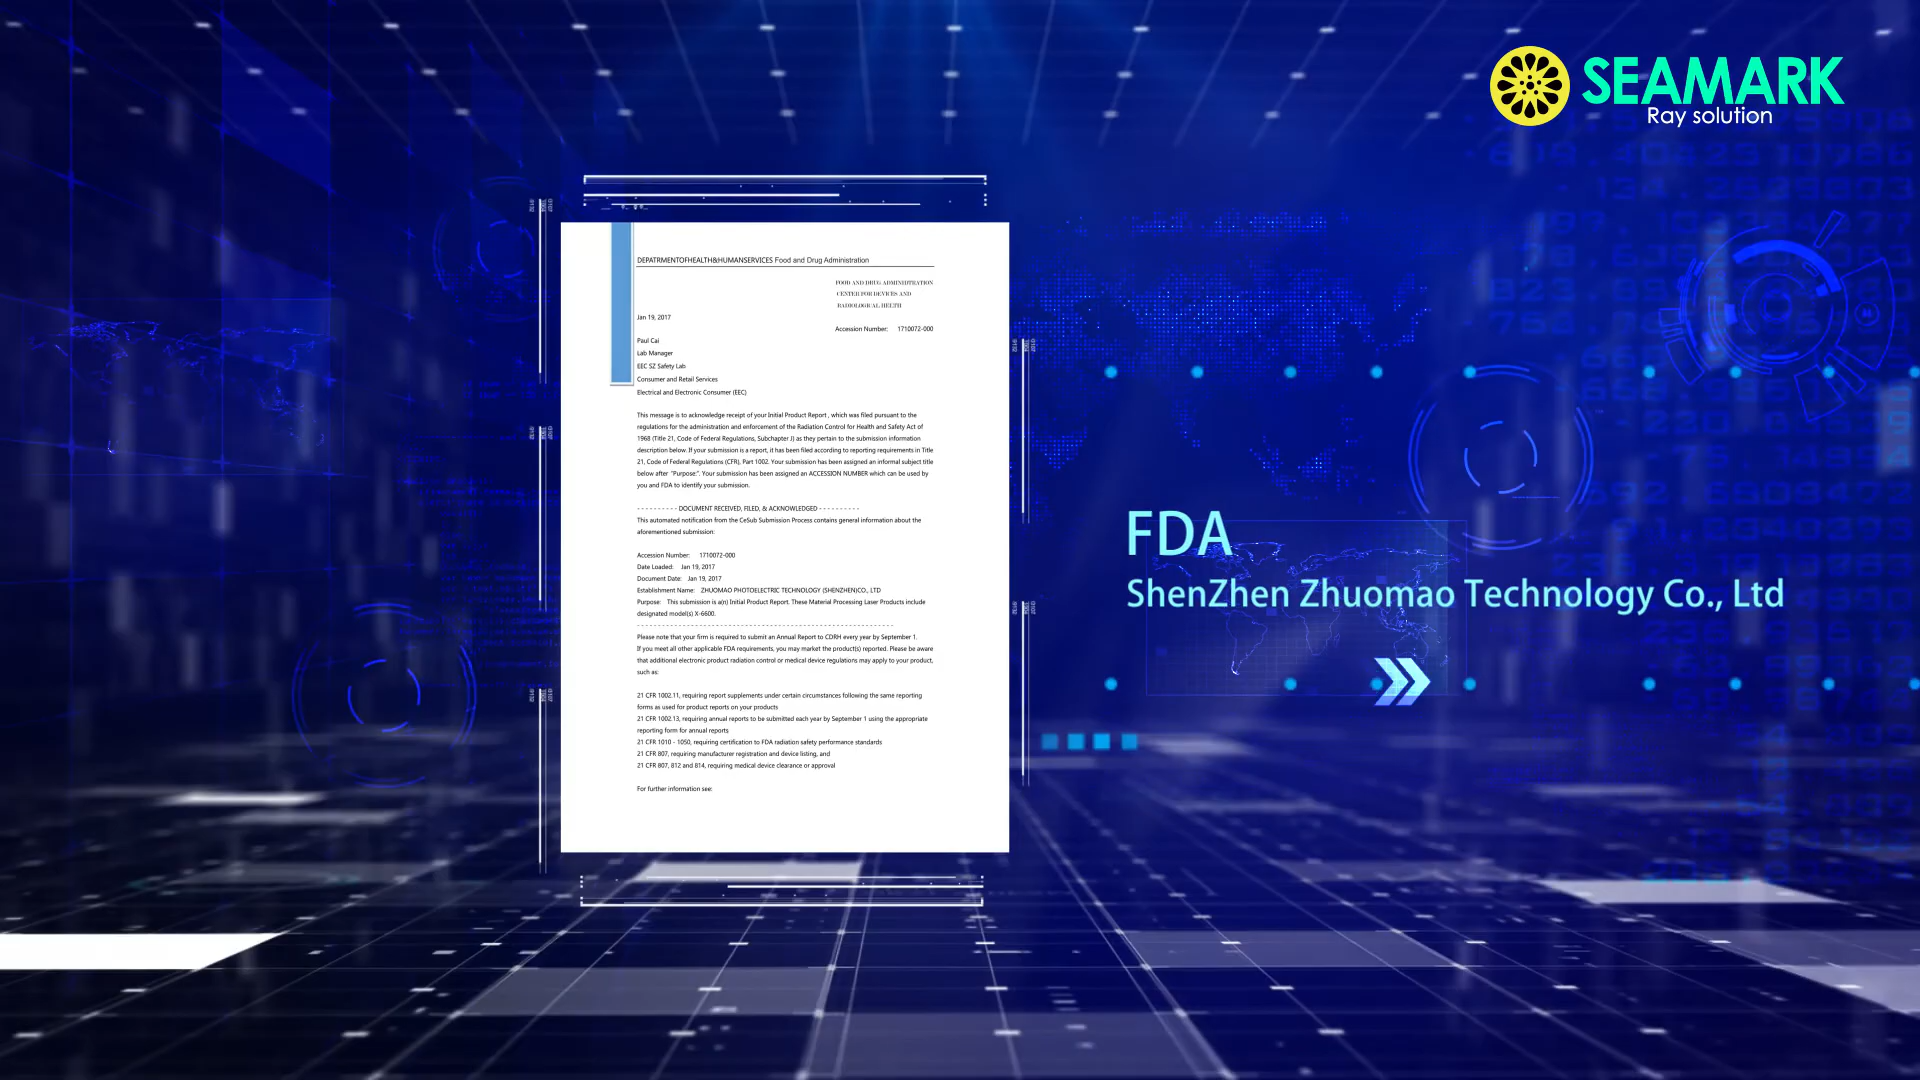 SEAMARK
Ray solution
DEPATRMENTOFHEALTH&HUMANSERVICES Food and Drug Administration
FOOD AND DRUG ADMINIDTRATION
CENTER FOR DEVICES AND
RADIOLOGICAL HELTH
Jan 19, 2017
Accession Number: 1710072-000
Paul Cai
Lab Manager
EEC SZ Safety Lab
Consumer and Retail Services
Electrical and Electronic Consumer (EEC)
This message is to acknowledge receipt of your Initial Product Report , which was filed pursuant to the
regulations for the administration and enforcement of the Radiation Control for Health and Safety Act of
1968 (Title 21, Code of Federal Regulations, Subchapter J) as they pertain to the submission information
description below. If your submission is a report, it has been filed according to reporting requirements in Title
21, Code of Federal Regulations (CFR), Part 1002. Your submission has been assigned an informal subject title
below after "Purpose:". Your submission has been assigned an ACCESSION NUMBER which can be used by
you and FDA to identify your submission.
- - - - - - - - - - DOCUMENT RECEIVED, FILED, & ACKNOWLEDGED - - - - - - - - - -
This automated notification from the CeSub Submission Process contains general information about the
aforementioned submission:
Accession Number: 1710072-000
Date Loaded: Jan 19, 2017
Document Date: Jan 19, 2017
Establishment Name: ZHUOMAO PHOTOELECTRIC TECHNOLOGY (SHENZHEN)CO., LTD
Purpose: This submission is a(n) Initial Product Report. These Material Processing Laser Products include
designated model(s) X-6600.
Please note that your firm is required to submit an Annual Report to CDRH every year by September 1.
If you meet all other applicable FDA requirements, you may market the product(s) reported. Please be aware
that additional electronic product radiation control or medical device regulations may apply to your product,
such as:
21 CFR 1002.11, requiring report supplements under certain circumstances following the same reporting
forms as used for product reports on your products
21 CFR 1002.13, requiring annual reports to be submitted each year by September 1 using the appropriate
reporting form for annual reports
21 CFR 1010 - 1050, requiring certification to FDA radiation safety performance standards
21 CFR 807, requiring manufacturer registration and device listing, and
21 CFR 807, 812 and 814, requiring medical device clearance or approval
For further information see:
FDA
ShenZhen Zhuomao Technology Co., Ltd